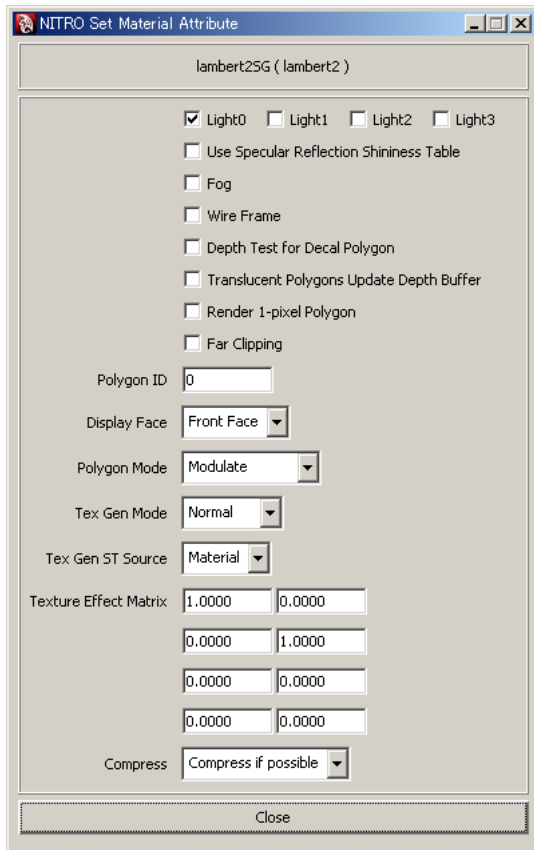 NITRO Set Material Attribute
lambert2SG ( lambert2 )
Light0 Light1 Light2 Light3
Use Specular Reflection Shininess Table
Fog
Wire Frame
Depth Test for Decal Polygon
Translucent Polygons Update Depth Buffer
Render 1-pixel Polygon
Far Clipping
Polygon ID 0
Display Face Front Face
Polygon Mode Modulate
Tex Gen Mode Normal
Tex Gen ST Source Material
Texture Effect Matrix 1.0000 0.0000
0.0000 1.0000
0.0000 0.0000
0.0000 0.0000
Compress Compress if possible
Close